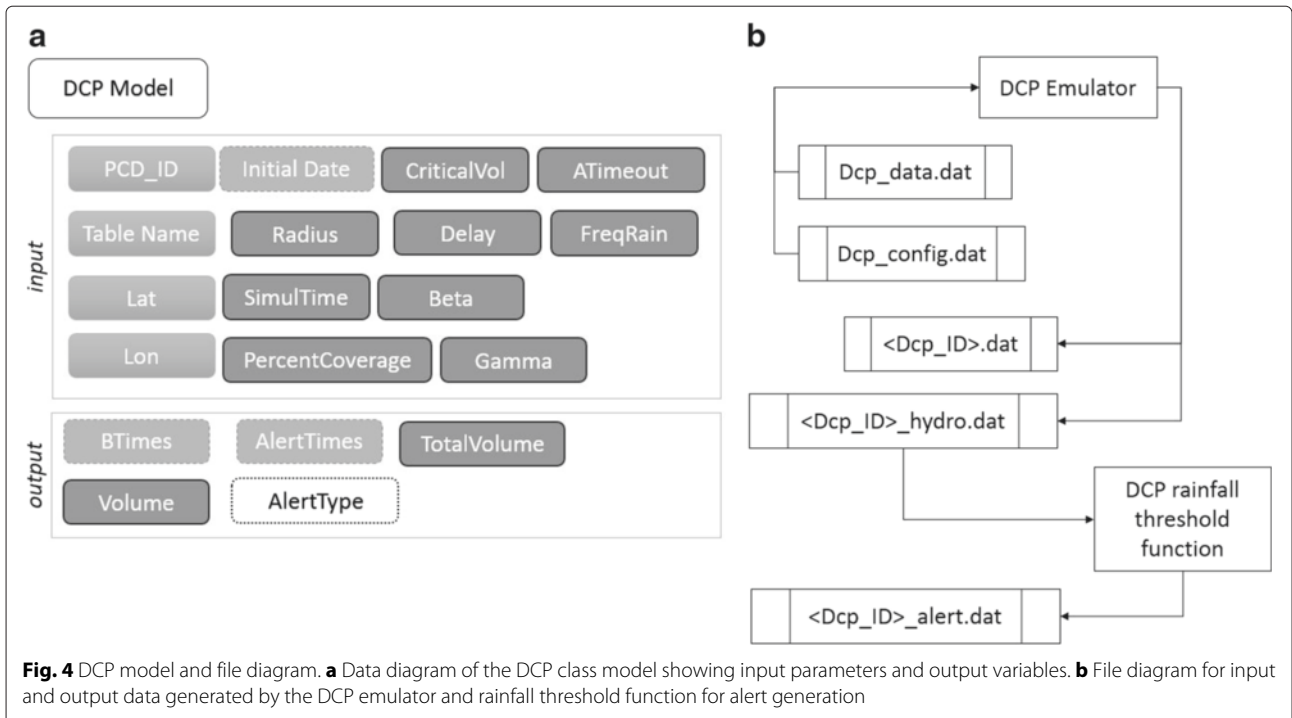 a
DCP Model
input
PCD_ID Initial Date CriticalVol ATimeout
Table Name Radius Delay FreqRain
Lat SimulTime Beta
Lon PercentCoverage Gamma
output
BTimes AlertTimes TotalVolume
Volume AlertType
b
DCP Emulator
Dcp_data.dat
Dcp_config.dat
<Dcp_ID>.dat
<Dcp_ID>_hydro.dat
DCP rainfall
threshold
function
<Dcp_ID>_alert.dat
Fig. 4 DCP model and file diagram. a Data diagram of the DCP class model showing input parameters and output variables. b File diagram for input
and output data generated by the DCP emulator and rainfall threshold function for alert generation